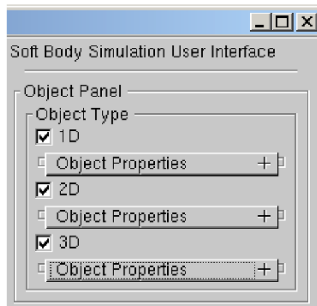 Soft Body Simulation User Interface
Object Panel
Object Type
1D
Object Properties +
2D
Object Properties +
3D
Object Properties +